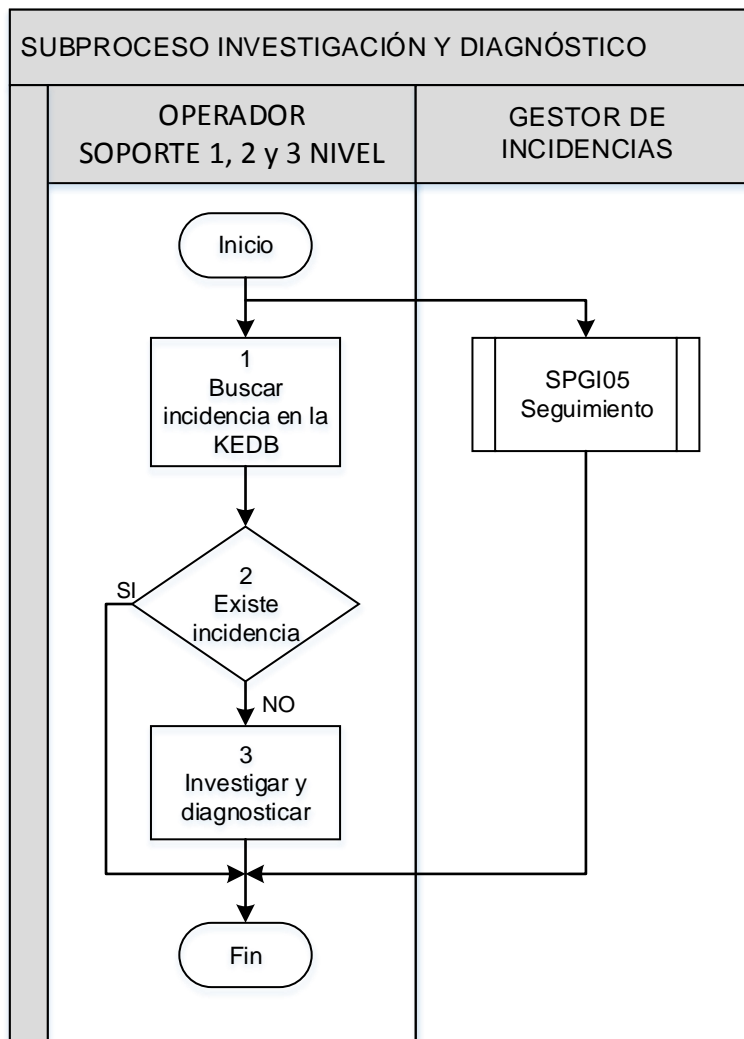 SUBPROCESO INVESTIGACIÓN Y DIAGNÓSTICO
OPERADOR
SOPORTE 1, 2 y 3 NIVEL
GESTOR DE
INCIDENCIAS
Inicio
1
Buscar
incidencia en la
KEDB
SPGI05
Seguimiento
2
Existe
incidencia
SI
NO
3
Investigar y
diagnosticar
Fin